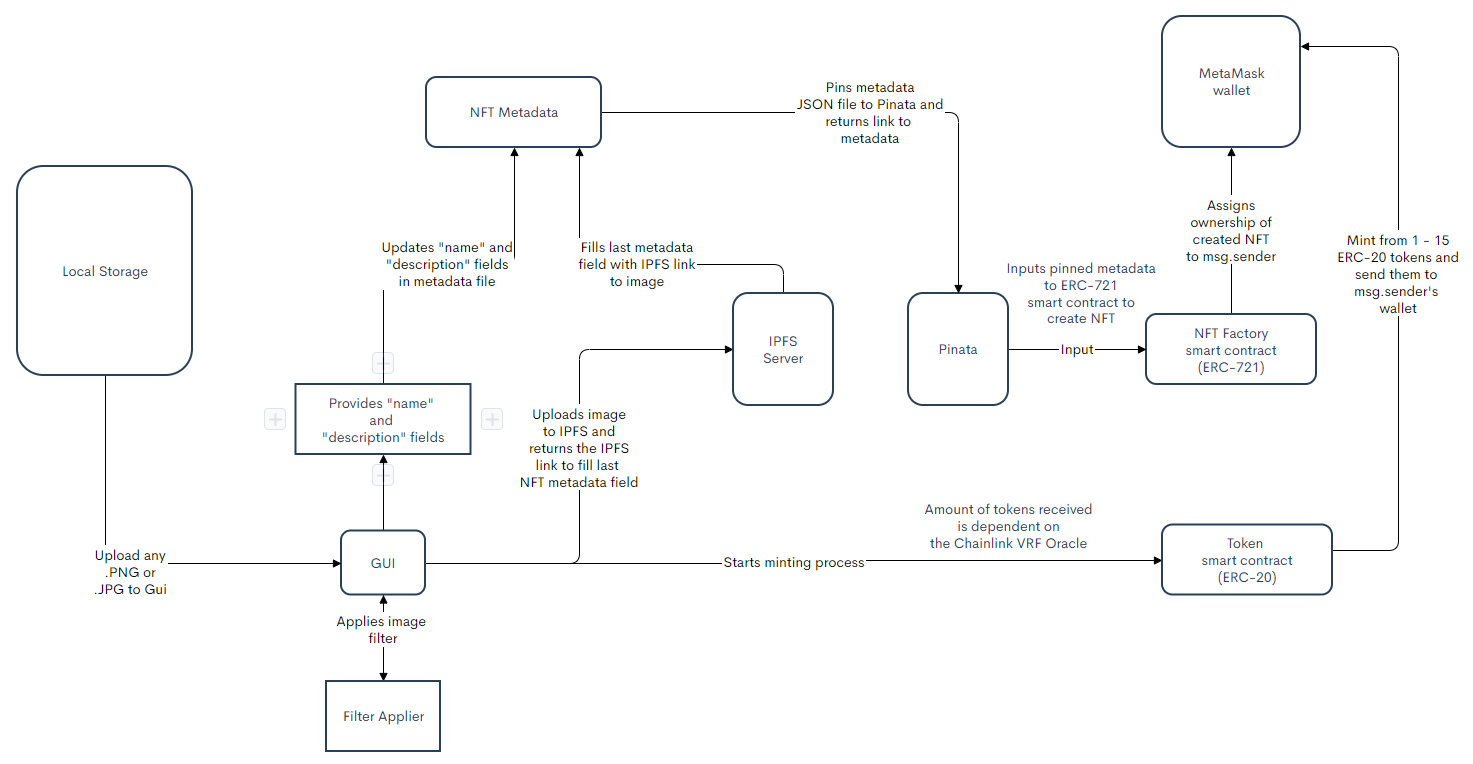 MetaMask
wallet
NFT Metadata
Pins metadata
JSON file to Pinata and
returns link to
metadata
Local Storage
Updates "name" and
"description" fields
in metadata file
Fills last metadata
field with IPFS link
to image
Assigns
ownership of
created NFT
to msg.sender
Mint from 1 - 15
ERC-20 tokens and
send them to
msg.sender's
wallet
Inputs pinned metadata
to ERC-721
smart contract to
create NFT
IPFS
Server
Pinata
Input
NFT Factory
smart contract
(ERC-721)
Provides "name"
and
"description" fields
Uploads image
to IPFS and
returns the IPFS
link to fill last
NFT metadata field
Amount of tokens received
is dependent on
the Chainlink VRF Oracle
Upload any
.PNG or
.JPG to Gui
GUI
Starts minting process
Token
smart contract
(ERC-20)
Applies image
filter
Filter Applier